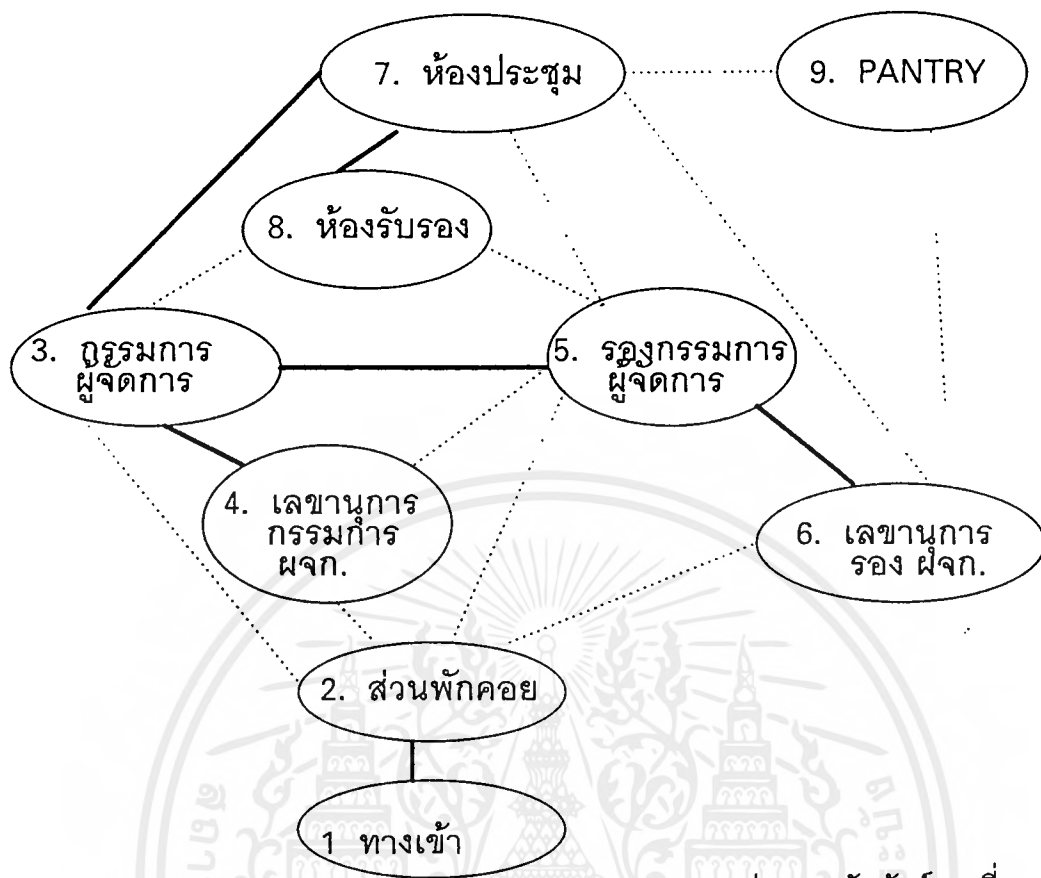 7. ห้องประชุม
9. PANTRY
8. ห้องรับรอง
3. กรรมการ
ผู้จัดการ
5. รองกรรมการ
ผู้จัดการ
4. เลขานุการ
กรรมการ
ผจก.
6. เลขานุการ
รอง ผจก.
2. ส่วนพักคอย
1 ทางเข้า